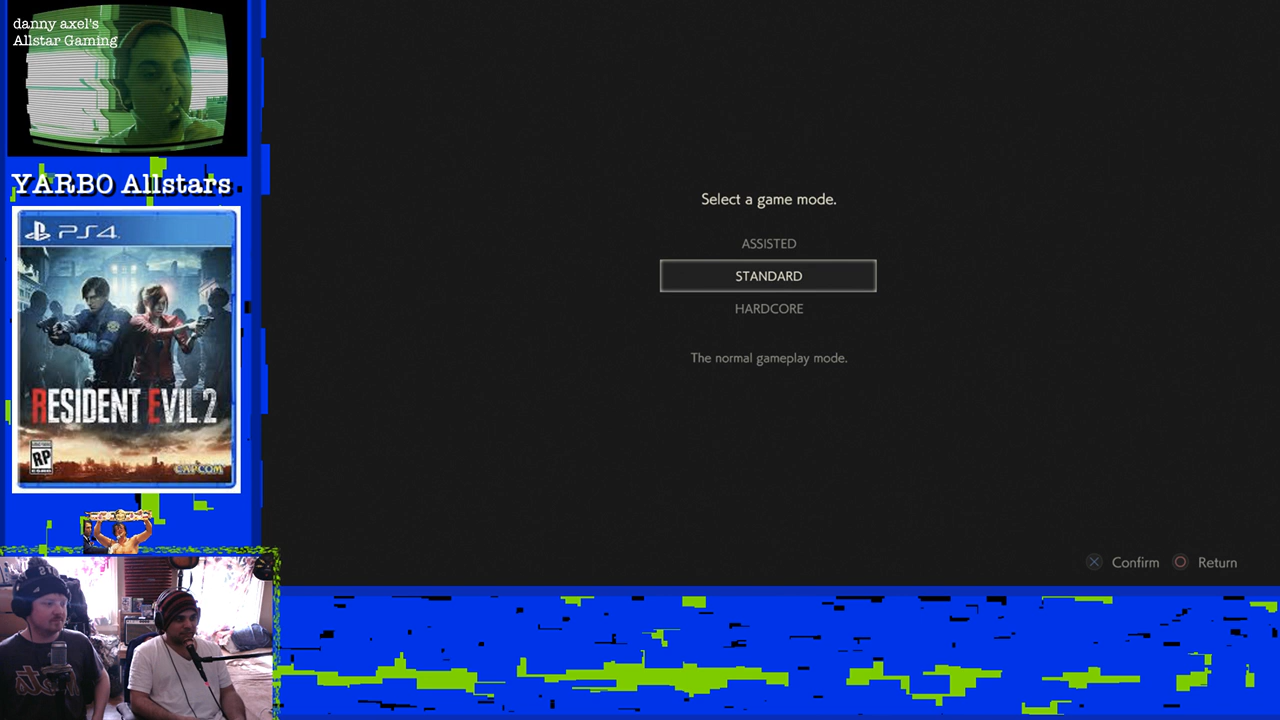 danny axel's
Allstar Gaming
YARBO Allstars
PS4
RESIDENT EVIL 2
RP
CAPCOM
Select a game mode.
ASSISTED
STANDARD
HARDCORE
The normal gameplay mode.
Confirm
Return